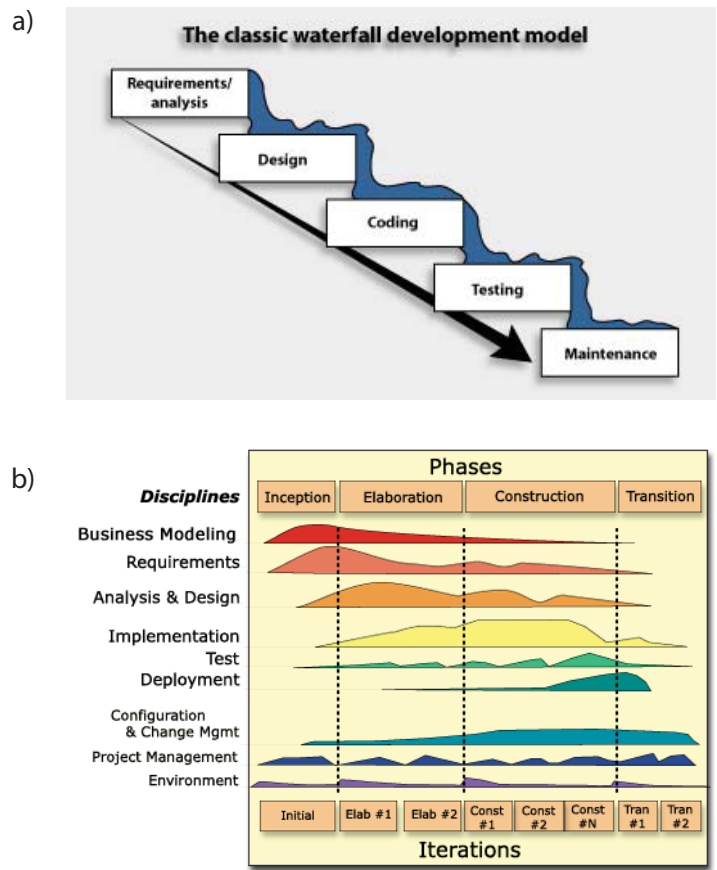 a)
The classic waterfall development model
Requirements/
analysis
Design
Coding
Testing
Maintenance
b)
Phases
Disciplines
Inception
Elaboration
Construction
Transition
Business Modeling
Requirements
Analysis & Design
Implementation
Test
Deployment
Configuration
& Change Mgmt
Project Management
Environment
Initial
Elab #1
Elab #2
Const
#1
Const
#2
Const
#N
Tran
#1
Tran
#2
Iterations